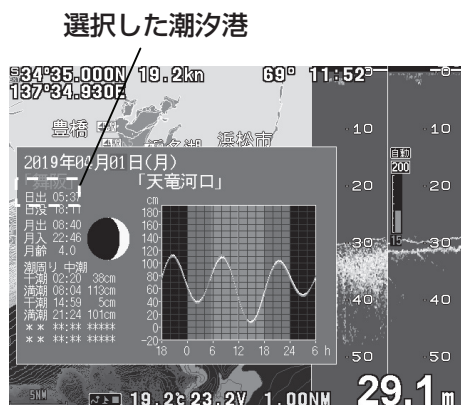 選択した潮汐港
34°35.000N 19.2kn 69° 11:52
137°34.930E
豊橋
浜松市
2019年04月01日(月)
「舞阪」
「天竜河口」
日出 05:37
月出 08:40
月入 22:46
月齢 4.0
潮周り 中潮
干潮 02:20 38cm
満潮 08:04 113cm
干潮 14:59 5cm
満潮 21:24 101cm
** **:** *****
** **:** *****
cm
180
160
140
120
100
80
60
40
20
0
-20
18 0 6 12 18 24 6 h
自動
200
15
0
10 10
20 20
30 30
40 40
50 50
5NM
19.2℃ 23.2V 1.00NM 29.1m